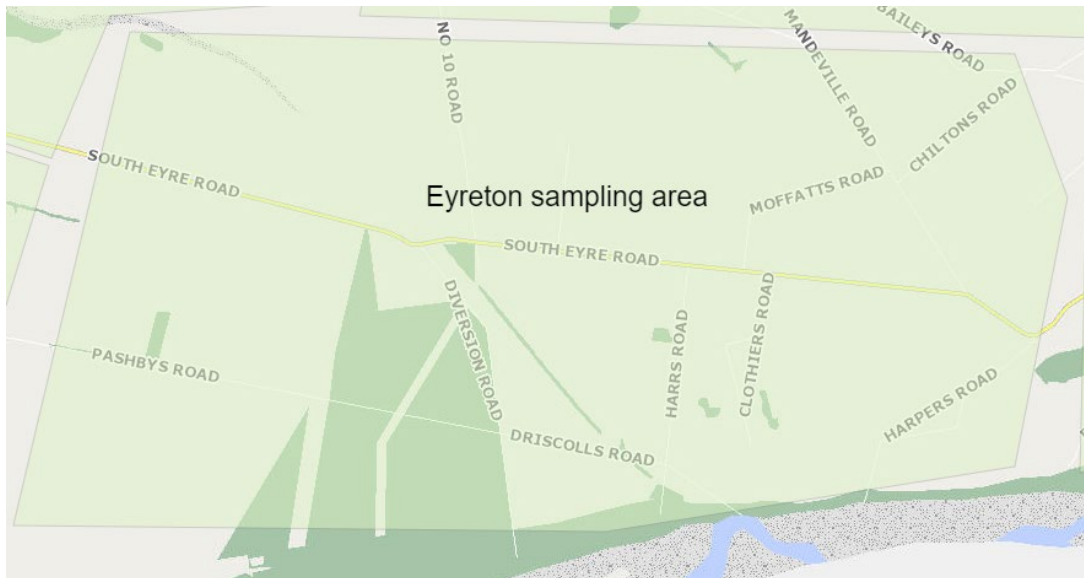 BAILEYS ROAD
MANDEVILLE ROAD
NO 10 ROAD
CHILTONS ROAD
SOUTH EYRE ROAD
MOFFATTS ROAD
Eyreton sampling area
SOUTH EYRE ROAD
DIVERSION ROAD
HARRS ROAD
CLOTHIERS ROAD
PASHBYS ROAD
HARPERS ROAD
DRISCOLLS ROAD